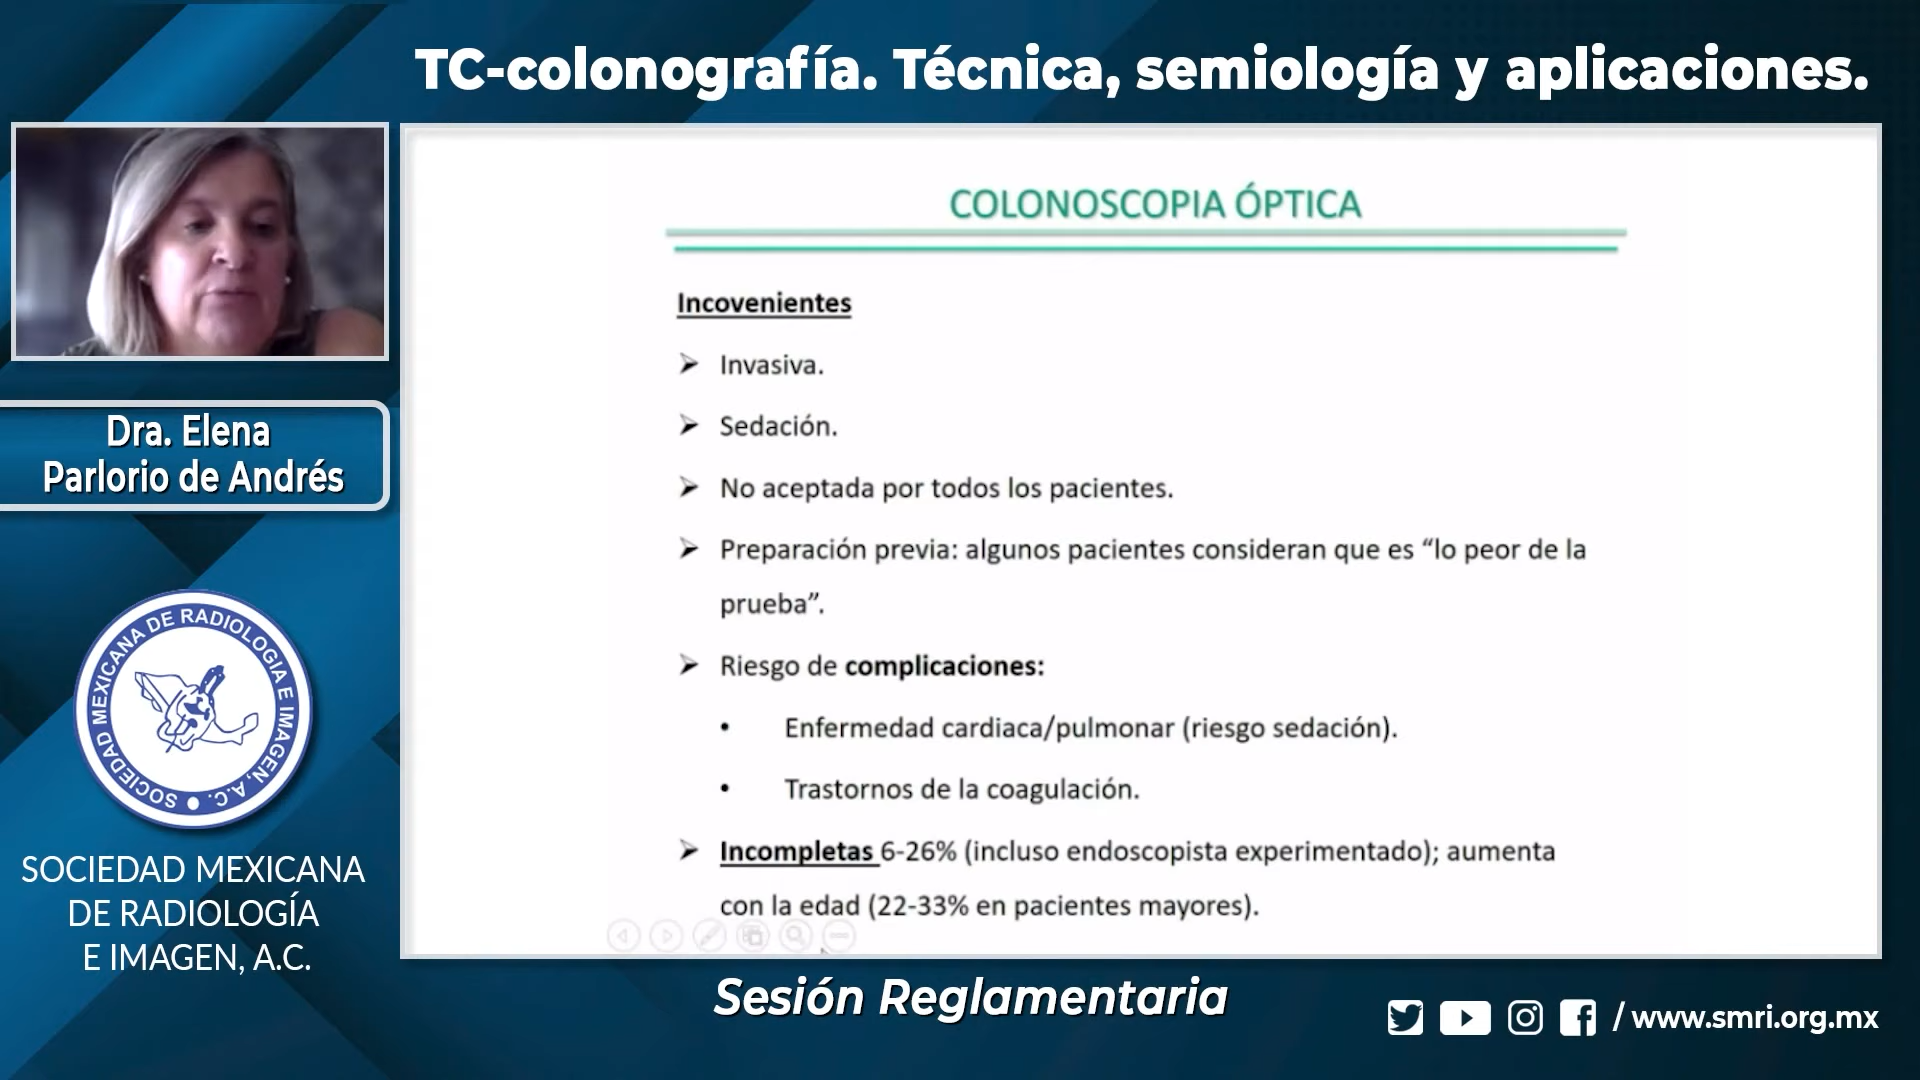 TC-colonografía. Técnica, semiología y aplicaciones.
COLONOSCOPIA ÓPTICA
Incovenientes
Invasiva.
Sedación.
No aceptada por todos los pacientes.
Preparación previa: algunos pacientes consideran que es “lo peor de la
prueba”.
Riesgo de complicaciones:
Enfermedad cardiaca/pulmonar (riesgo sedación).
Trastornos de la coagulación.
Incompletas 6-26% (incluso endoscopista experimentado); aumenta
con la edad (22-33% en pacientes mayores).
Dra. Elena
Parlorio de Andrés
SOCIEDAD MEXICANA DE RADIOLOGIA E IMAGEN, A.C.
SOCIEDAD MEXICANA
DE RADIOLOGÍA
E IMAGEN, A.C.
Sesión Reglamentaria
/ www.smri.org.mx